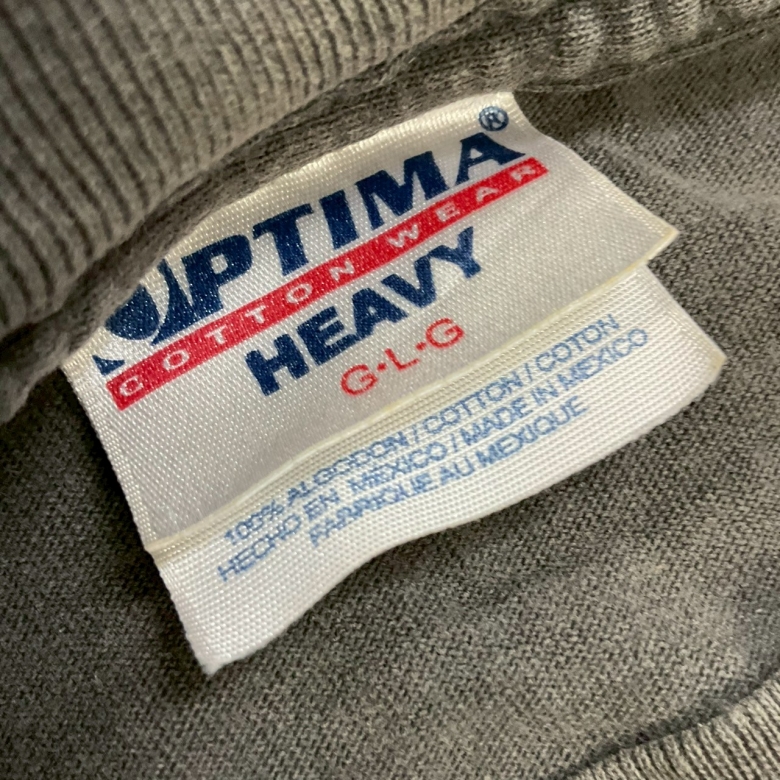 OPTIMA®
COTTON WEAR
HEAVY
G•L•G
100% ALGODON / COTTON / COTON
HECHO EN MEXICO / MADE IN MEXICO
FABRIQUE AU MEXIQUE